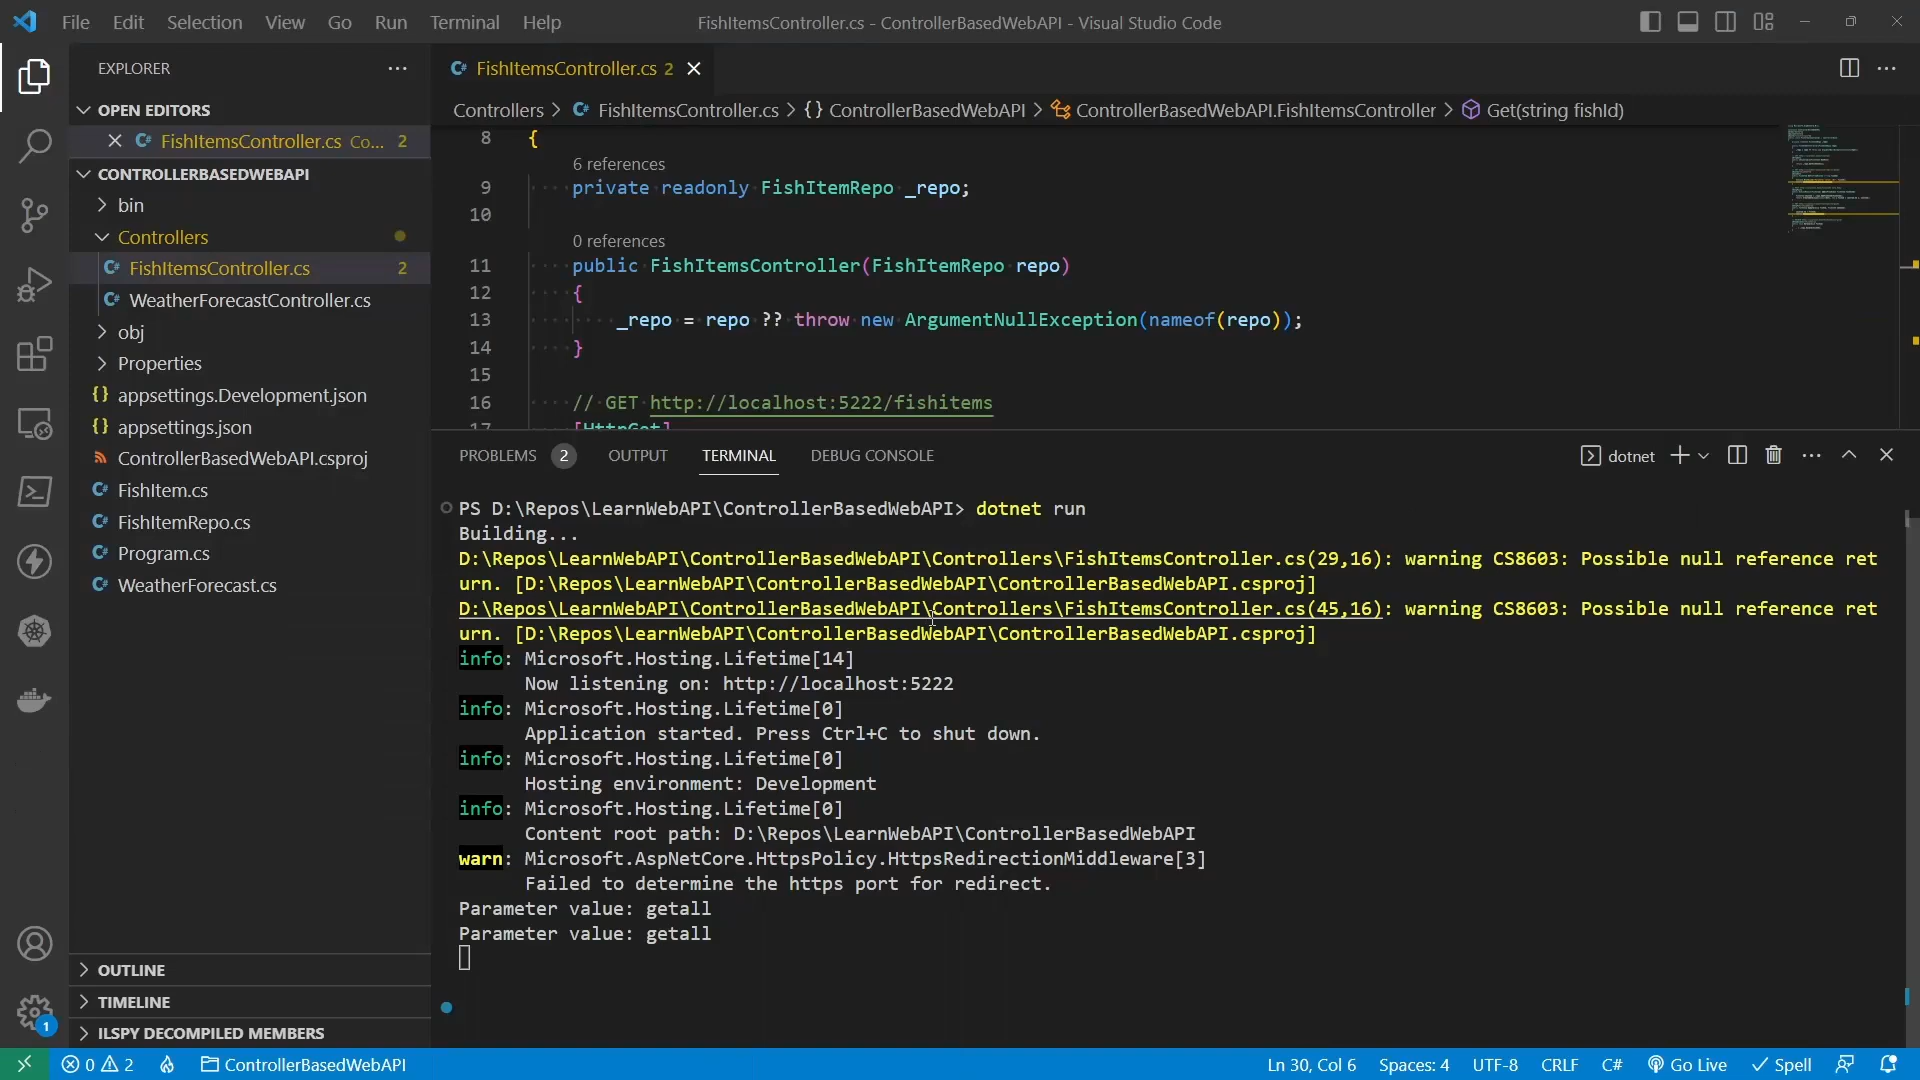 File Edit Selection View Go Run Terminal Help
FishItemsController.cs - ControllerBasedWebAPI - Visual Studio Code
EXPLORER
OPEN EDITORS
FishItemsController.cs Co... 2
CONTROLLERBASEDWEBAPI
bin
Controllers
FishItemsController.cs 2
WeatherForecastController.cs
obj
Properties
appsettings.Development.json
appsettings.json
ControllerBasedWebAPI.csproj
FishItem.cs
FishItemRepo.cs
Program.cs
WeatherForecast.cs
OUTLINE
TIMELINE
ILSPY DECOMPILED MEMBERS
1
FishItemsController.cs 2
Controllers > FishItemsController.cs > {} ControllerBasedWebAPI > ControllerBasedWebAPI.FishItemsController > Get(string fishId)
8 {
6 references
9 private readonly FishItemRepo _repo;
10
0 references
11 public FishItemsController(FishItemRepo repo)
12 {
13 _repo = repo ?? throw new ArgumentNullException(nameof(repo));
14 }
15
16 // GET http://localhost:5222/fishitems
17 [HttpGet]
PROBLEMS 2 OUTPUT TERMINAL DEBUG CONSOLE
dotnet
PS D:\Repos\LearnWebAPI\ControllerBasedWebAPI> dotnet run
Building...
D:\Repos\LearnWebAPI\ControllerBasedWebAPI\Controllers\FishItemsController.cs(29,16): warning CS8603: Possible null reference ret
urn. [D:\Repos\LearnWebAPI\ControllerBasedWebAPI\ControllerBasedWebAPI.csproj]
D:\Repos\LearnWebAPI\ControllerBasedWebAPI\Controllers\FishItemsController.cs(45,16): warning CS8603: Possible null reference ret
urn. [D:\Repos\LearnWebAPI\ControllerBasedWebAPI\ControllerBasedWebAPI.csproj]
info: Microsoft.Hosting.Lifetime[14]
Now listening on: http://localhost:5222
info: Microsoft.Hosting.Lifetime[0]
Application started. Press Ctrl+C to shut down.
info: Microsoft.Hosting.Lifetime[0]
Hosting environment: Development
info: Microsoft.Hosting.Lifetime[0]
Content root path: D:\Repos\LearnWebAPI\ControllerBasedWebAPI
warn: Microsoft.AspNetCore.HttpsPolicy.HttpsRedirectionMiddleware[3]
Failed to determine the https port for redirect.
Parameter value: getall
Parameter value: getall
0 2 ControllerBasedWebAPI
Ln 30, Col 6 Spaces: 4 UTF-8 CRLF C# Go Live Spell